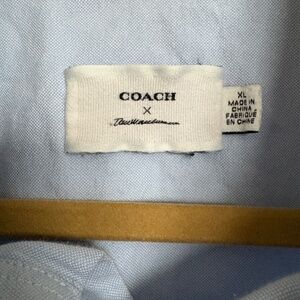 COACH
X
XL
MADE IN
CHINA
FABRIQUÉ
EN CHINE